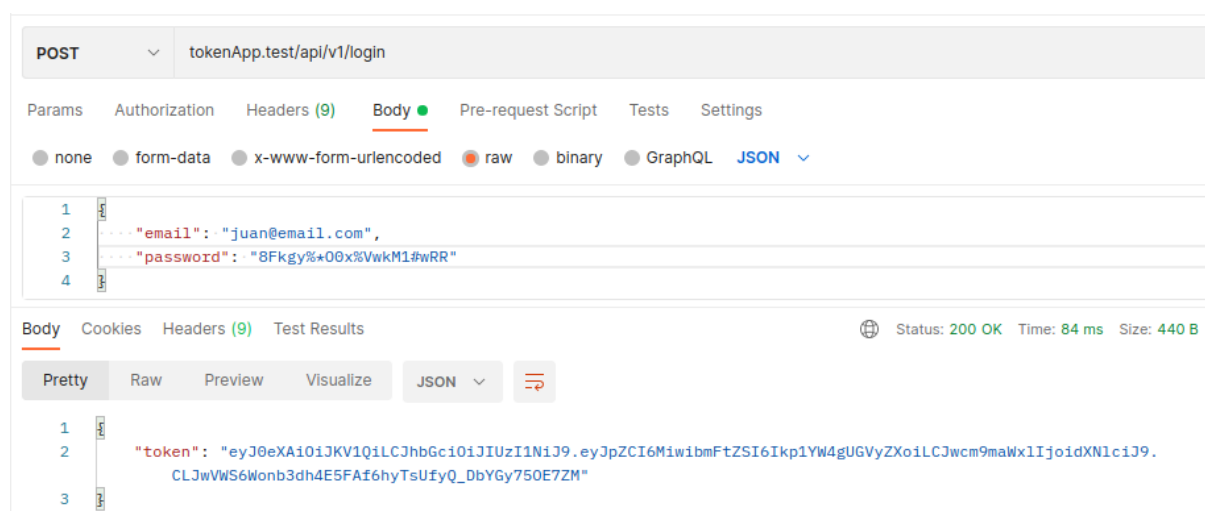 POST tokenApp.test/api/v1/login
Params Authorization Headers (9) Body Pre-request Script Tests Settings
none form-data x-www-form-urlencoded raw binary GraphQL JSON
1 {
2 "email": "juan@email.com",
3 "password": "8Fkgy%*O0x%VwkM1#wRR"
4 }
Body Cookies Headers (9) Test Results Status: 200 OK Time: 84 ms Size: 440 B
Pretty Raw Preview Visualize JSON
1 {
2 "token": "eyJ0eXAiOiJKV1QiLCJhbGciOiJIUzI1NiJ9.eyJpZCI6MiwibmFtZSI6Ikp1YW4gUGVyZXoiLCJwcm9maWxlIjoidXNlciJ9.
CLJwVWS6Wonb3dh4E5FAf6hyTsUfyQ_DbYGy75OE7ZM"
3 }